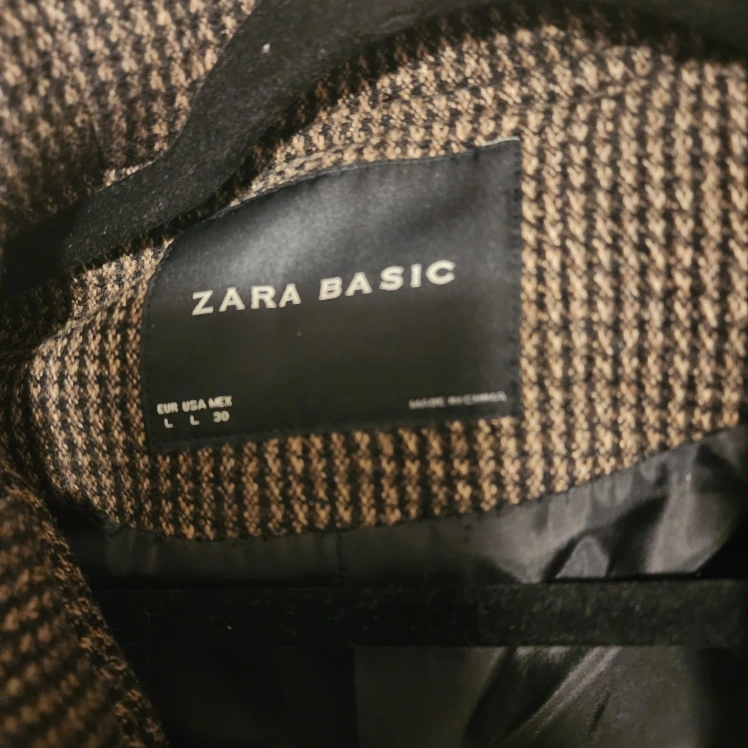 ZARA BASIC
EUR USA MEX
L L 30
MADE IN CHINA